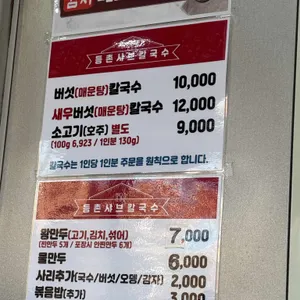 등촌샤브칼국수
버섯(매운탕)칼국수 10,000
새우버섯(매운탕)칼국수 12,000
소고기(호주) 별도 9,000
(100g 6,923 / 1인분 130g)
칼국수는 1인당 1인분 주문을 원칙으로 합니다.
등촌샤브칼국수
왕만두(고기,김치,섞어) 7,000
(찐만두 5개 / 포장시 안찐만두 6개)
물만두 6,000
사리추가(국수/버섯/오뎅/감자) 2,000
볶음밥(추가) 3,000